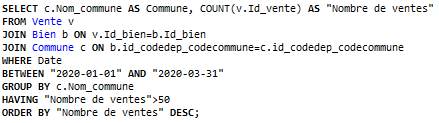 SELECT c.Nom_commune AS Commune, COUNT(v.Id_vente) AS "Nombre de ventes"
FROM Vente v
JOIN Bien b ON v.Id_bien=b.Id_bien
JOIN Commune c ON b.id_codedep_codecommune=c.id_codedep_codecommune
WHERE Date
BETWEEN "2020-01-01" AND "2020-03-31"
GROUP BY c.Nom_commune
HAVING "Nombre de ventes">50
ORDER BY "Nombre de ventes" DESC;